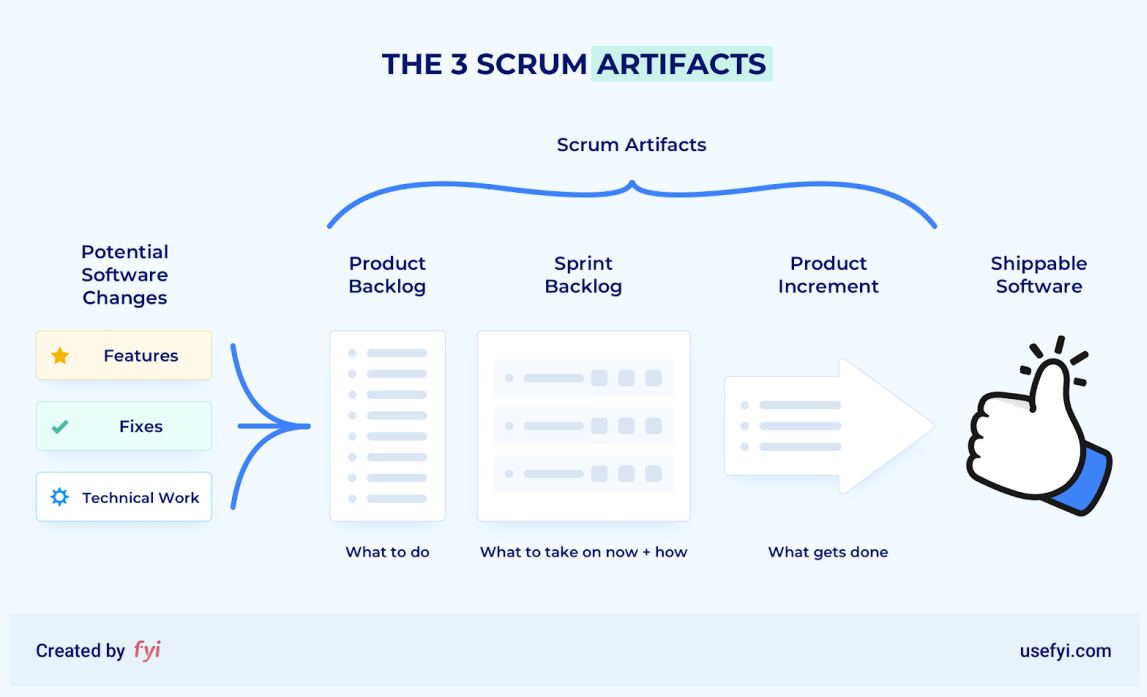 THE 3 SCRUM ARTIFACTS
Scrum Artifacts
Potential
Software
Changes
Features
Fixes
Technical Work
Product
Backlog
What to do
Sprint
Backlog
What to take on now + how
Product
Increment
What gets done
Shippable
Software
Created by fyi
usefyi.com